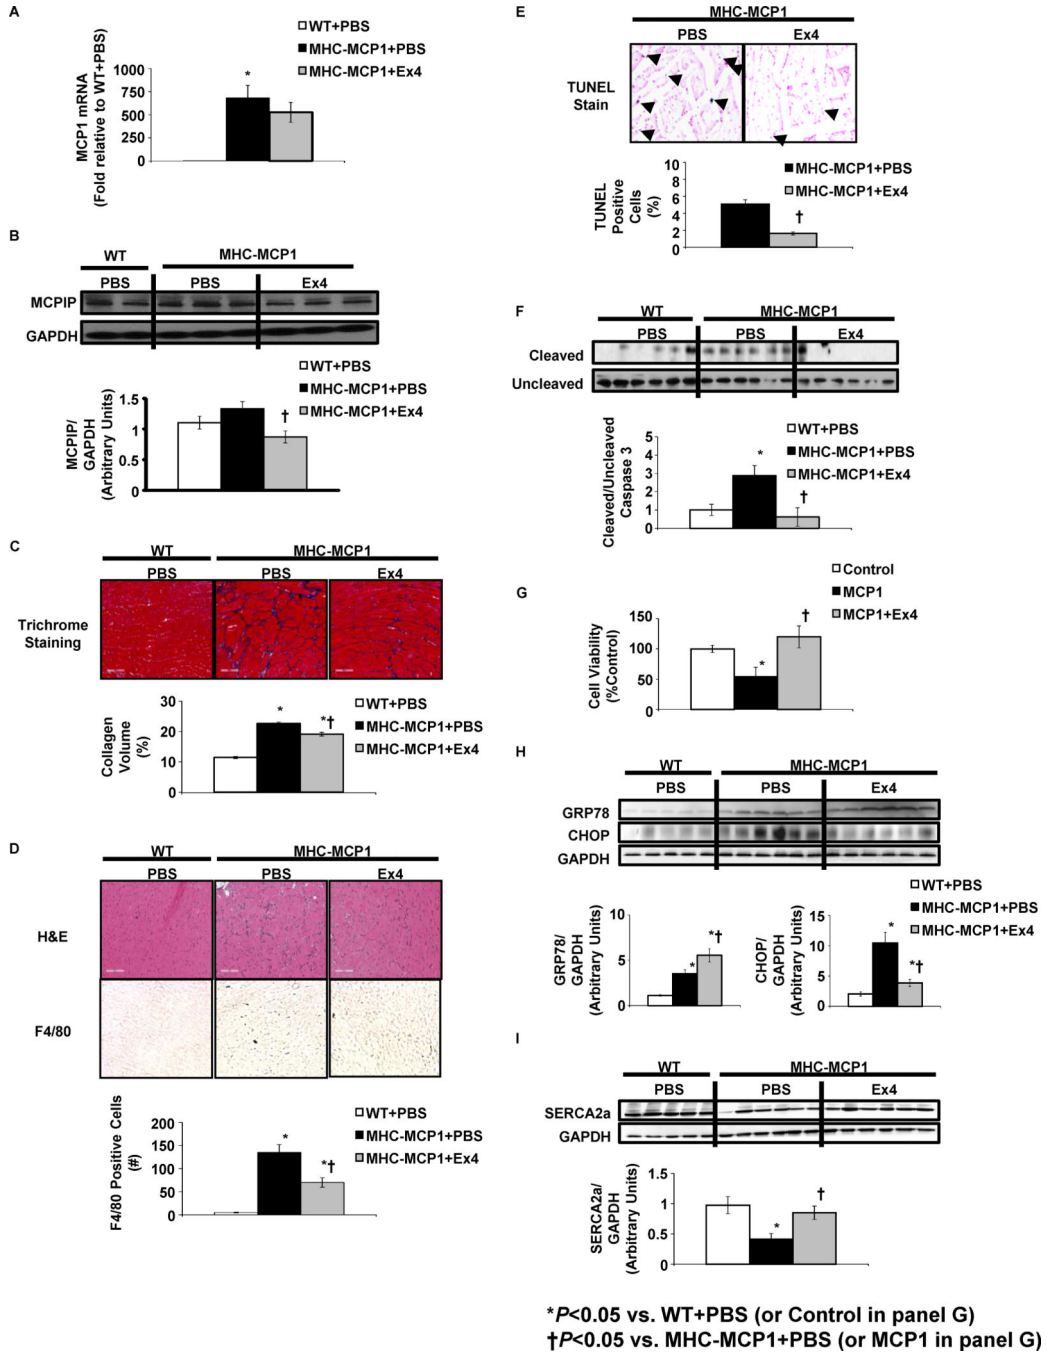 A
WT+PBS
MHC-MCP1+PBS
MHC-MCP1+Ex4
MCP1 mRNA
(Fold relative to WT+PBS)
1000
750
500
250
0
*
B
WT
MHC-MCP1
PBS
PBS
Ex4
MCPIP
GAPDH
WT+PBS
MHC-MCP1+PBS
MHC-MCP1+Ex4
MCPIP/
GAPDH
(Arbitrary Units)
1.5
1
0.5
0
†
C
WT
MHC-MCP1
PBS
PBS
Ex4
Trichrome
Staining
WT+PBS
MHC-MCP1+PBS
MHC-MCP1+Ex4
Collagen
Volume
(%)
30
20
10
0
*
*†
D
WT
MHC-MCP1
PBS
PBS
Ex4
H&E
F4/80
WT+PBS
MHC-MCP1+PBS
MHC-MCP1+Ex4
F4/80 Positive Cells
(#)
200
150
100
50
0
*
*†
E
MHC-MCP1
PBS
Ex4
TUNEL
Stain
MHC-MCP1+PBS
MHC-MCP1+Ex4
TUNEL
Positive
Cells
(%)
10
8
6
4
2
0
†
F
WT
MHC-MCP1
PBS
PBS
Ex4
Cleaved
Uncleaved
WT+PBS
MHC-MCP1+PBS
MHC-MCP1+Ex4
Cleaved/Uncleaved
Caspase 3
5
4
3
2
1
0
*
†
G
Control
MCP1
MCP1+Ex4
Cell Viability
(%Control)
150
100
50
0
*
†
H
WT
MHC-MCP1
PBS
PBS
Ex4
GRP78
CHOP
GAPDH
WT+PBS
MHC-MCP1+PBS
MHC-MCP1+Ex4
GRP78/
GAPDH
(Arbitrary Units)
10
5
0
*
*†
CHOP/
GAPDH
(Arbitrary Units)
15
10
5
0
*
*†
I
WT
MHC-MCP1
PBS
PBS
Ex4
SERCA2a
GAPDH
SERCA2a/
GAPDH
(Arbitrary Units)
1.5
1
0.5
0
*
†
*P<0.05 vs. WT+PBS (or Control in panel G)
†P<0.05 vs. MHC-MCP1+PBS (or MCP1 in panel G)